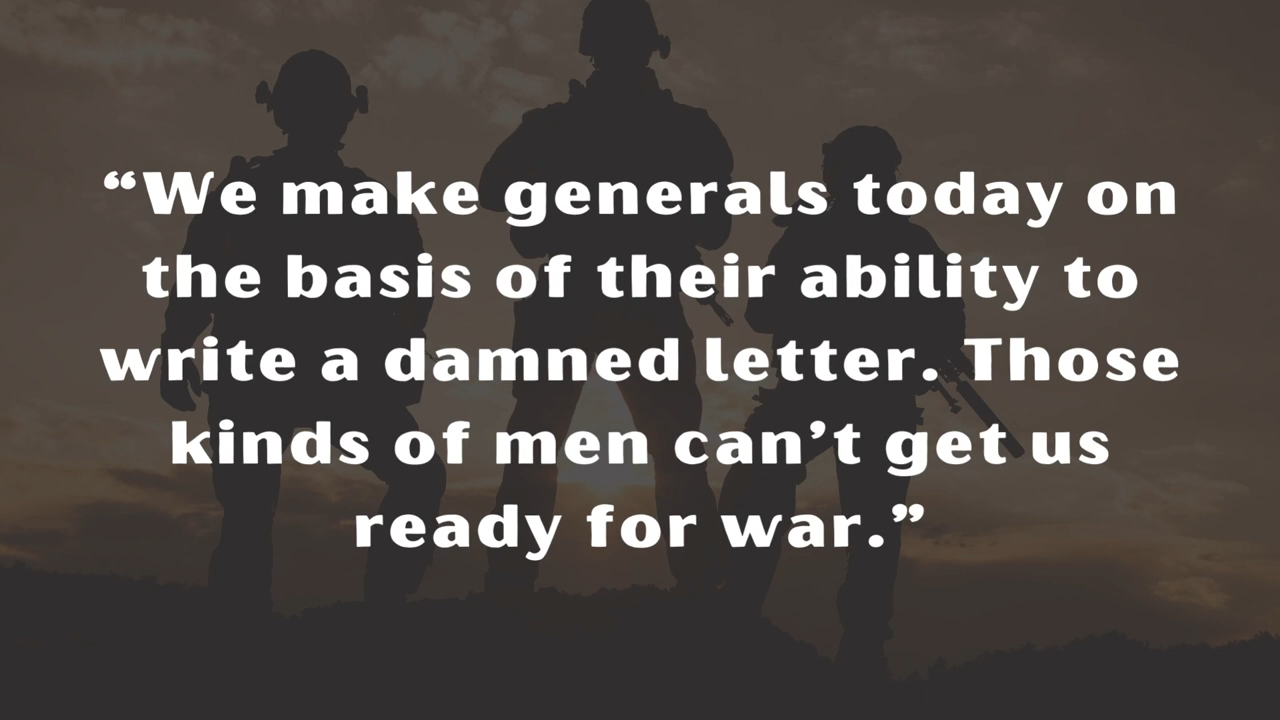 “We make generals today on
the basis of their ability to
write a damned letter. Those
kinds of men can’t get us
ready for war.”